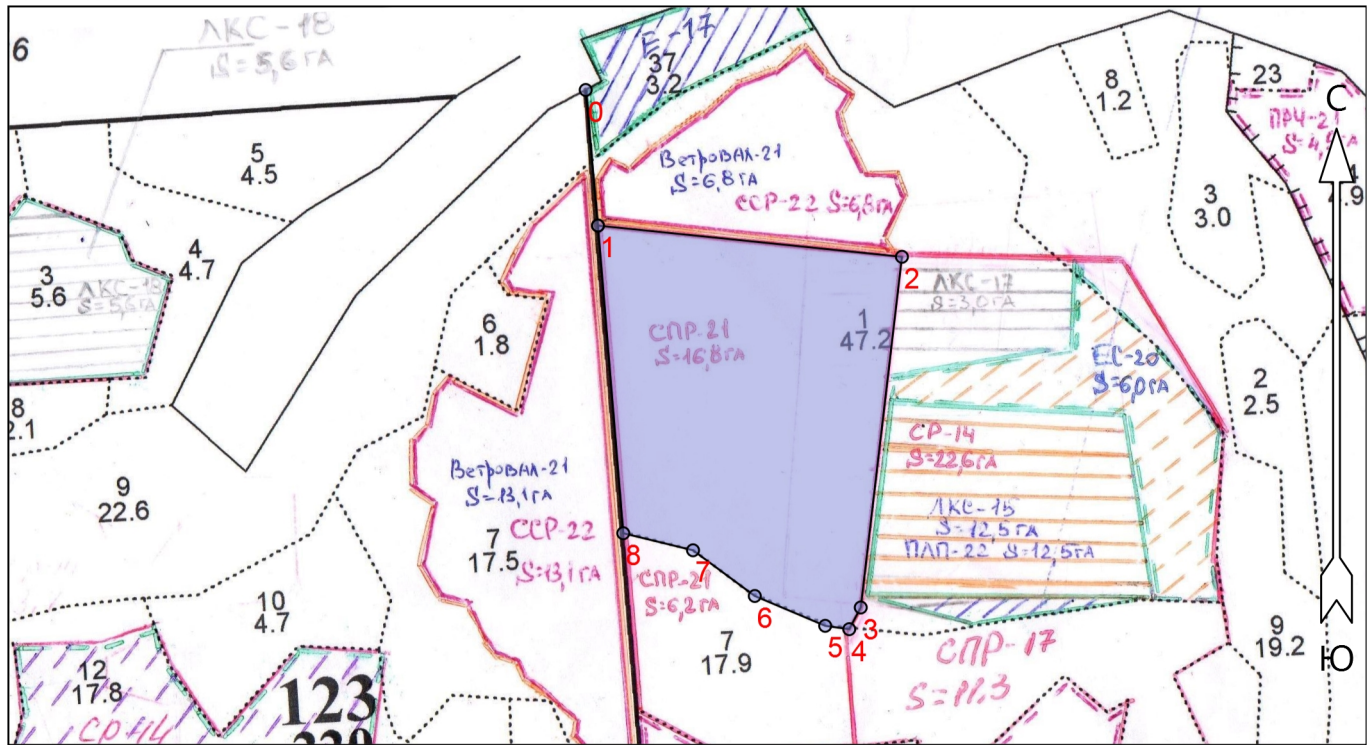 ЛКС-18
S=5,6 ГА
6
Е-17
37
3.2
0
8
1.2
23
С
ПРЧ-21
5
4.5
ВетровАл-21
S=6,8 ГА
ССР-22 S=6,8 ГА
3
3.0
4
4.7
1
2
3
5.6
ЛКС-18
S=5,6 ГА
ЛКС-17
S=3,0 ГА
6
1.8
СПР-21
S=16,8 ГА
1
47.2
ЕС-20
S=6,0 ГА
2
2.5
8
2.1
СР-14
S=22,6 ГА
9
22.6
ВетровАл-21
S=13,1 ГА
7
17.5
ССР-22
S=13,1 ГА
ЛКС-15
S=12,5 ГА
ПЛП-22 S=12,5 ГА
8
7
СПР-21
S=6,2 ГА
6
5
4
3
10
4.7
7
17.9
СПР-17
S=11.3
9
19.2
Ю
12
17.8
СР-14
123